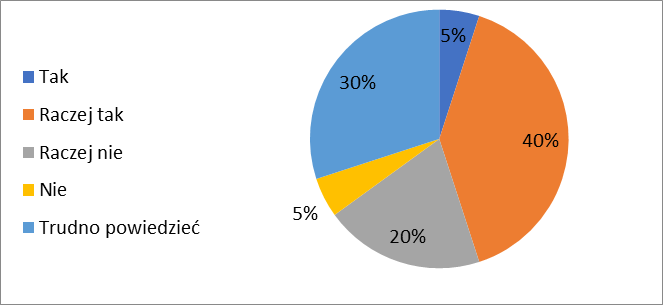 Tak
Raczej tak
Raczej nie
Nie
Trudno powiedzieć
5%
40%
20%
5%
30%